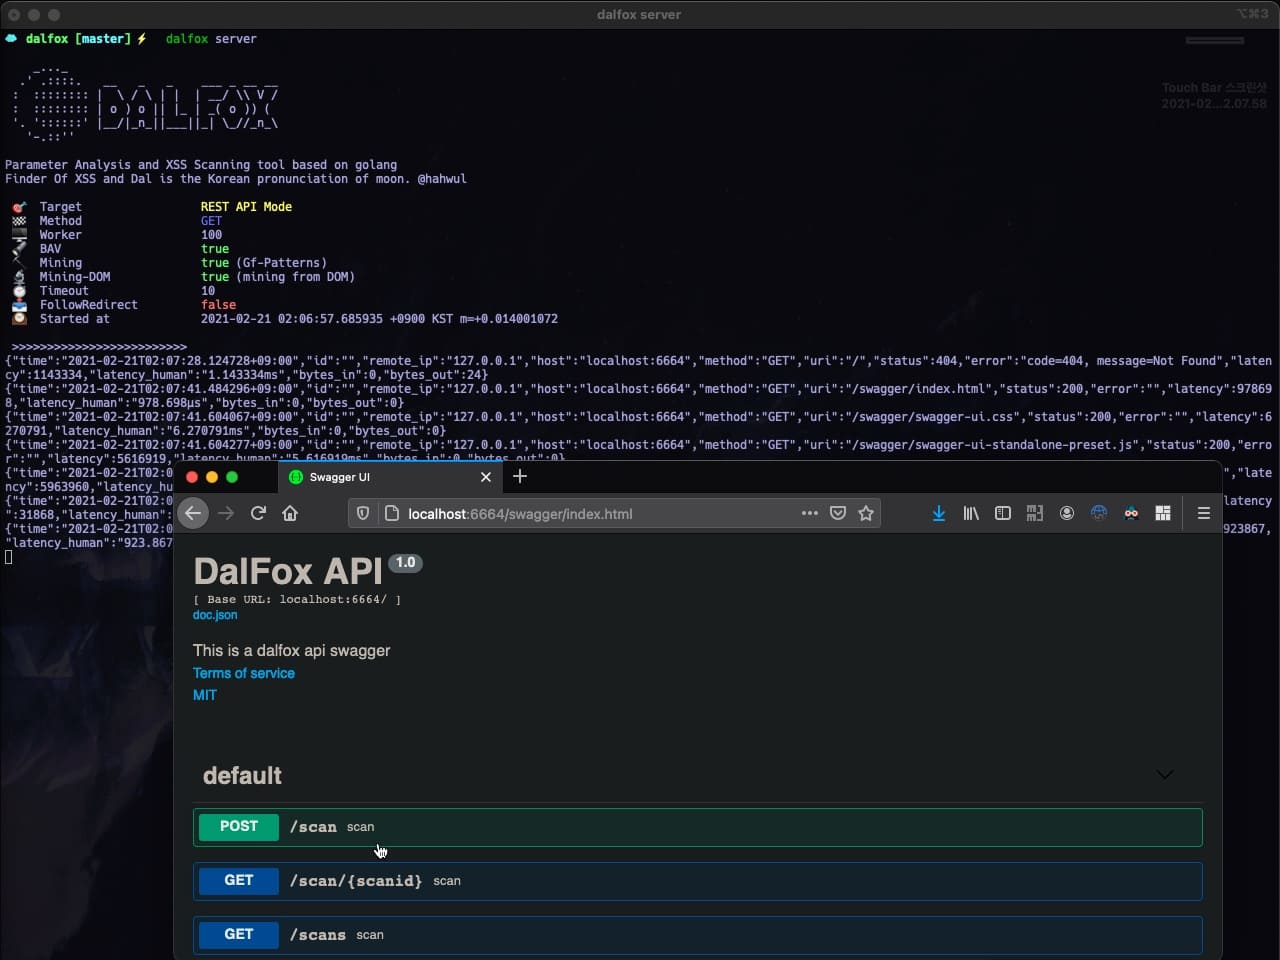 dalfox server
⌥⌘3
dalfox [master]⚡ dalfox server
Touch Bar 스크린샷
2021-02...2.07.58
DALFOX
Parameter Analysis and XSS Scanning tool based on golang
Finder Of XSS and Dal is the Korean pronunciation of moon. @hahwul
Target REST API Mode
Method GET
Worker 100
BAV true
Mining true (Gf-Patterns)
Mining-DOM true (mining from DOM)
Timeout 10
FollowRedirect false
Started at 2021-02-21 02:06:57.685935 +0900 KST m=+0.014001072
>>>>>>>>>>>>>>>>>>>>>>>>>
{"time":"2021-02-21T02:07:28.124728+09:00","id":"","remote_ip":"127.0.0.1","host":"localhost:6664","method":"GET","uri":"/","status":404,"error":"code=404, message=Not Found","laten
cy":1143334,"latency_human":"1.143334ms","bytes_in":0,"bytes_out":24}
{"time":"2021-02-21T02:07:41.484296+09:00","id":"","remote_ip":"127.0.0.1","host":"localhost:6664","method":"GET","uri":"/swagger/index.html","status":200,"error":"","latency":97869
8,"latency_human":"978.698µs","bytes_in":0,"bytes_out":0}
{"time":"2021-02-21T02:07:41.604067+09:00","id":"","remote_ip":"127.0.0.1","host":"localhost:6664","method":"GET","uri":"/swagger/swagger-ui.css","status":200,"error":"","latency":6
270791,"latency_human":"6.270791ms","bytes_in":0,"bytes_out":0}
{"time":"2021-02-21T02:07:41.604277+09:00","id":"","remote_ip":"127.0.0.1","host":"localhost:6664","method":"GET","uri":"/swagger/swagger-ui-standalone-preset.js","status":200,"erro
r":"","latency":5616919,"latency_human":"5.616919ms","bytes_in":0,"bytes_out":0}
{"time":"2021-02-21T02:0 ","late
ncy":5963960,"latency_hu
{"time":"2021-02-21T02:0 latency
":31868,"latency_human":
{"time":"2021-02-21T02:0 923867,
"latency_human":"923.867
Swagger UI
localhost:6664/swagger/index.html
DalFox API 1.0
[ Base URL: localhost:6664/ ]
doc.json
This is a dalfox api swagger
Terms of service
MIT
default
POST /scan scan
GET /scan/{scanid} scan
GET /scans scan